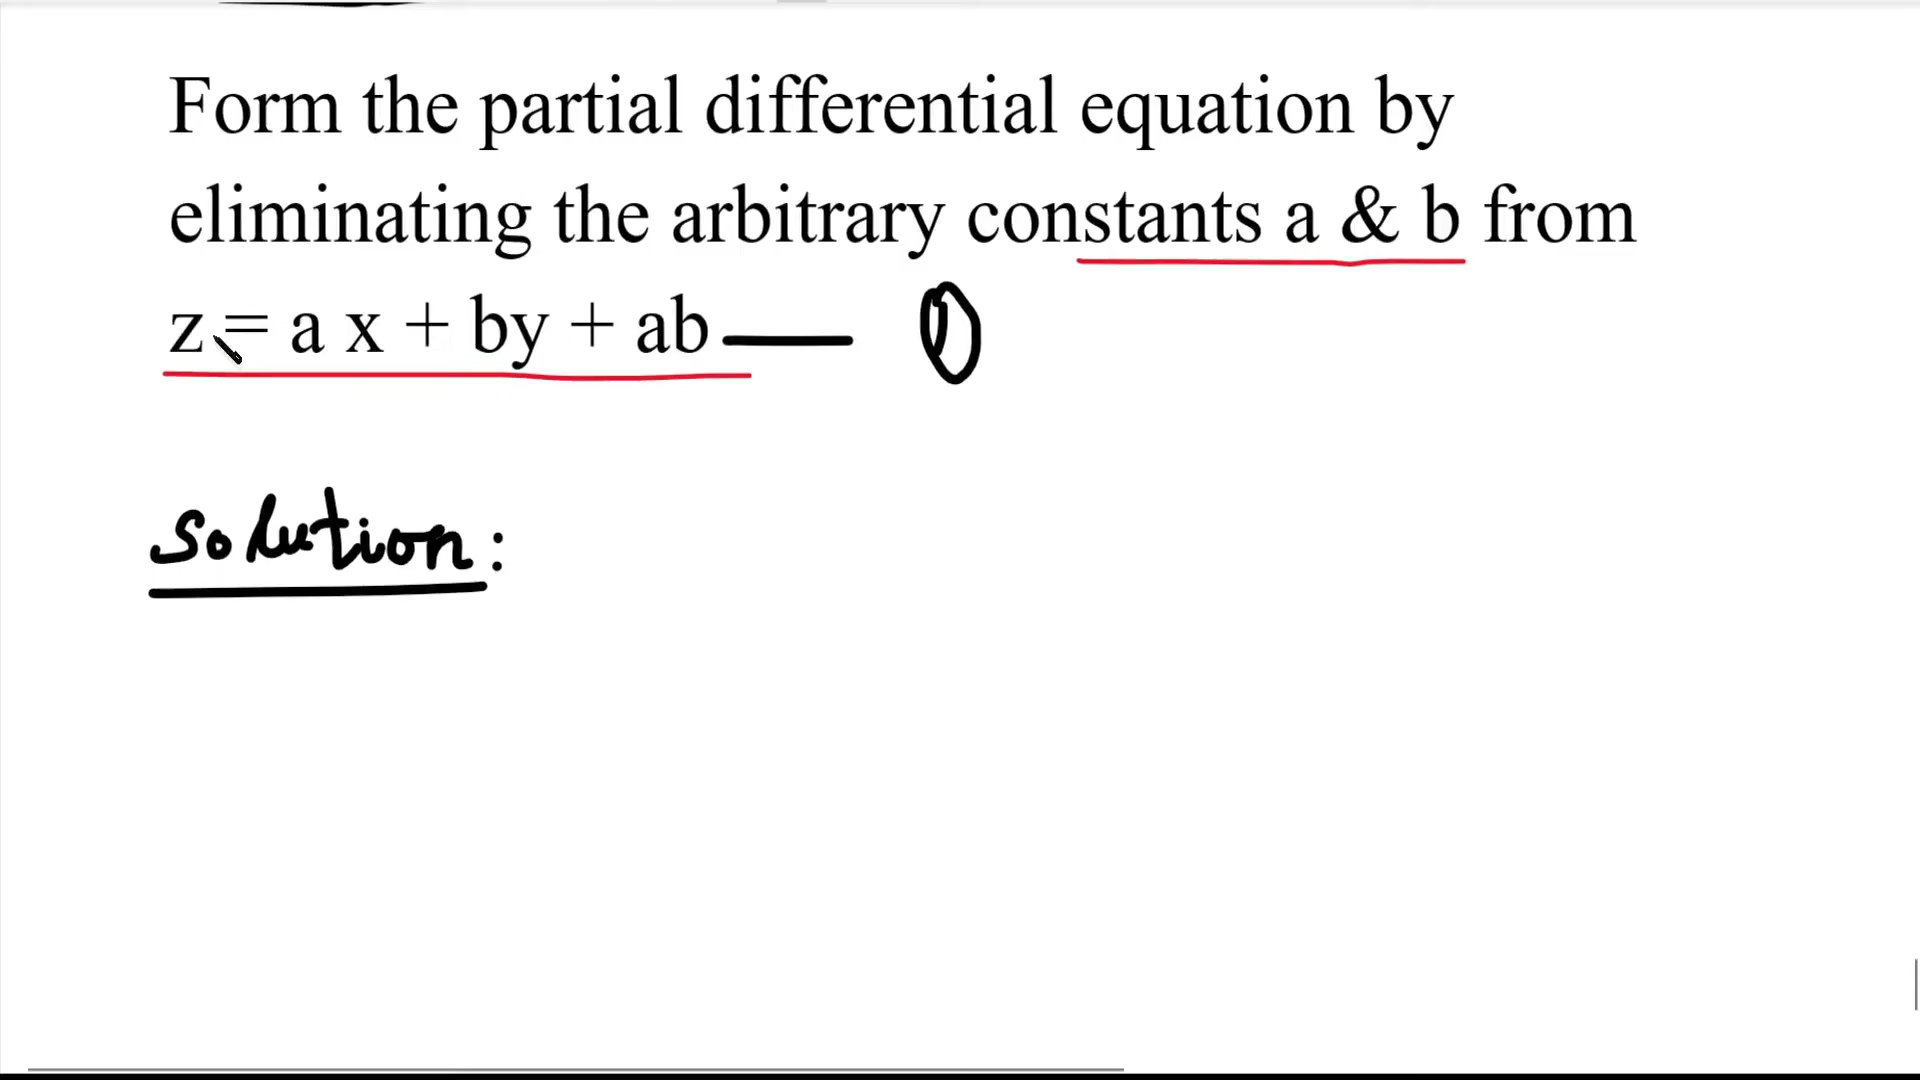 Form the partial differential equation by
eliminating the arbitrary constants a & b from
z = a x + by + ab — ①
Solution: